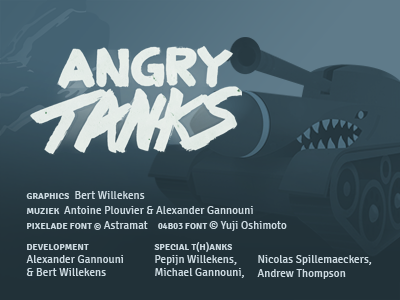 ANGRY
TANKS
GRAPHICS Bert Willekens
MUZIEK Antoine Plouvier & Alexander Gannouni
PIXELADE FONT © Astramat 04B03 FONT © Yuji Oshimoto
DEVELOPMENT
Alexander Gannouni
& Bert Willekens
SPECIAL T(H)ANKS
Pepijn Willekens,
Michael Gannouni,
Nicolas Spillemaeckers,
Andrew Thompson